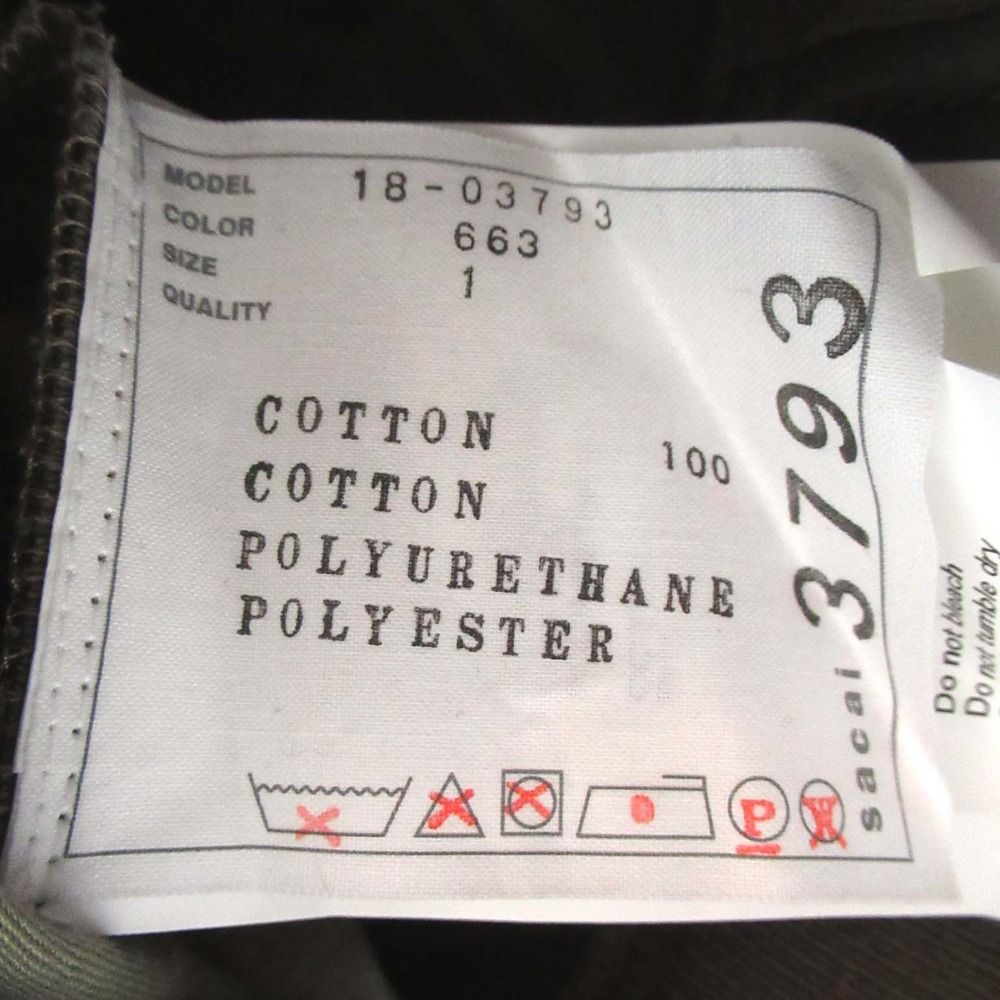 MODEL 18-03793
COLOR 663
SIZE 1
QUALITY
COTTON 100
COTTON
POLYURETHANE
POLYESTER
P
W
sacai 3793
Do not bleach
Do not tumble dry